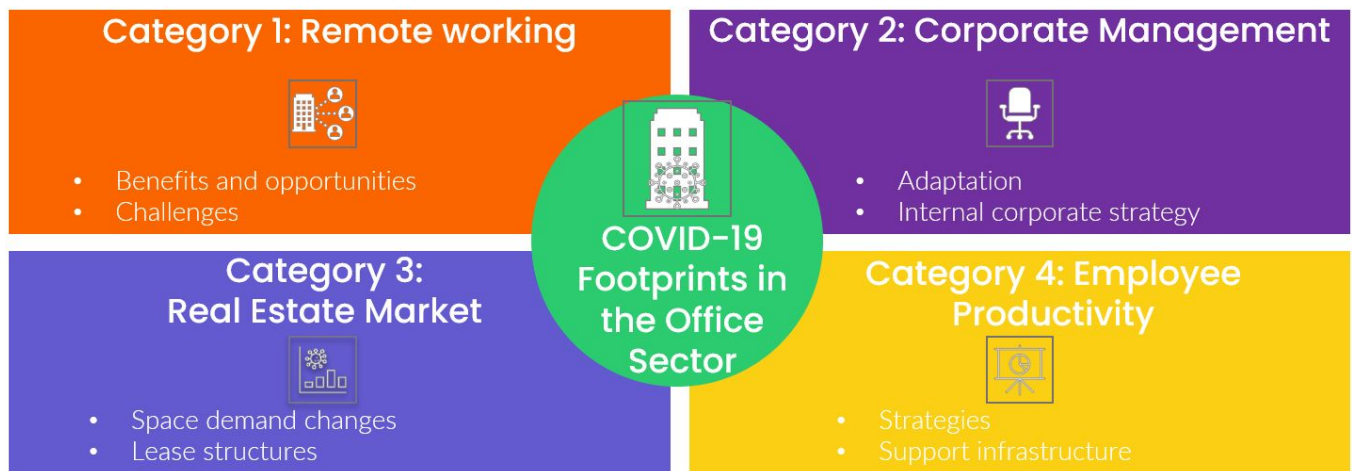 Category 1: Remote working
• Benefits and opportunities
• Challenges
Category 2: Corporate Management
• Adaptation
• Internal corporate strategy
COVID-19
Footprints in
the Office
Sector
Category 3:
Real Estate Market
• Space demand changes
• Lease structures
Category 4: Employee
Productivity
• Strategies
• Support infrastructure